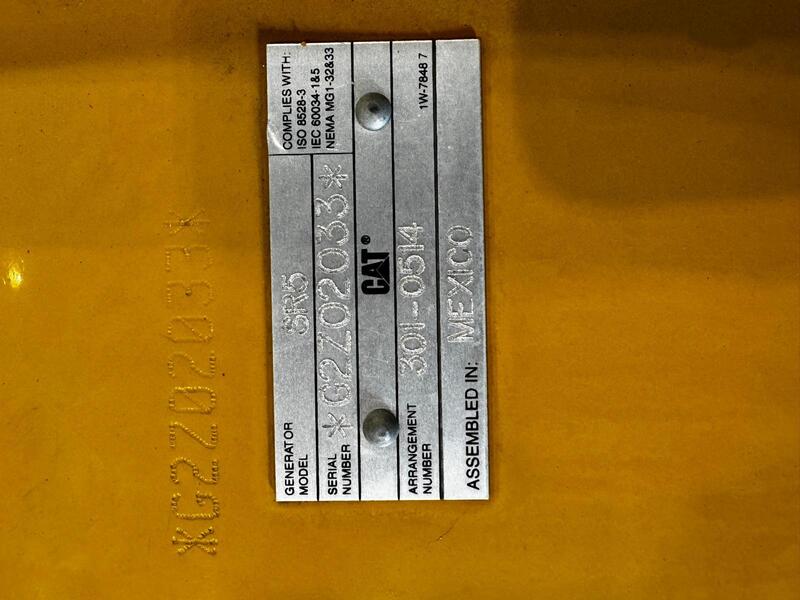 *G2Z02033*
COMPLIES WITH:
ISO 8528-3
IEC 60034-1&5
NEMA MG1-32&33
GENERATOR
MODEL
SR5
SERIAL
NUMBER
*G2Z02033*
CAT®
ARRANGEMENT
NUMBER
301-0514
1W-7848 7
ASSEMBLED IN:
MEXICO